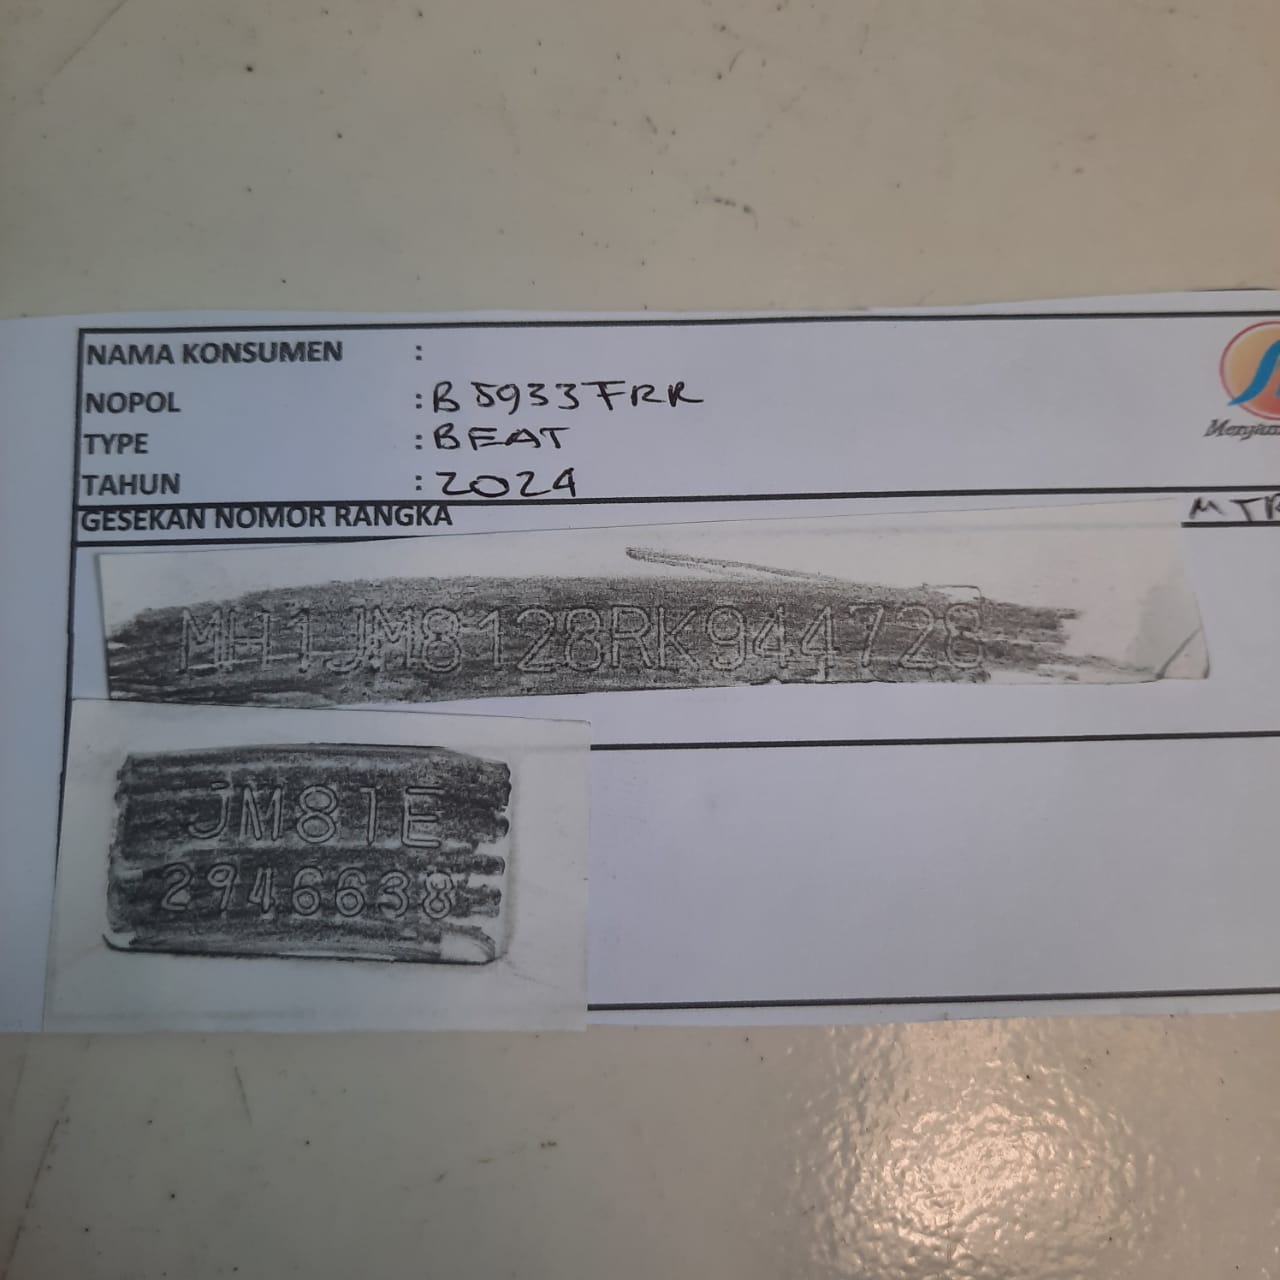 NAMA KONSUMEN :
NOPOL : B 5933 FRR
TYPE : BEAT
TAHUN : 2024
GESEKAN NOMOR RANGKA
MH1JM8128RK944728
JM81E
2946638